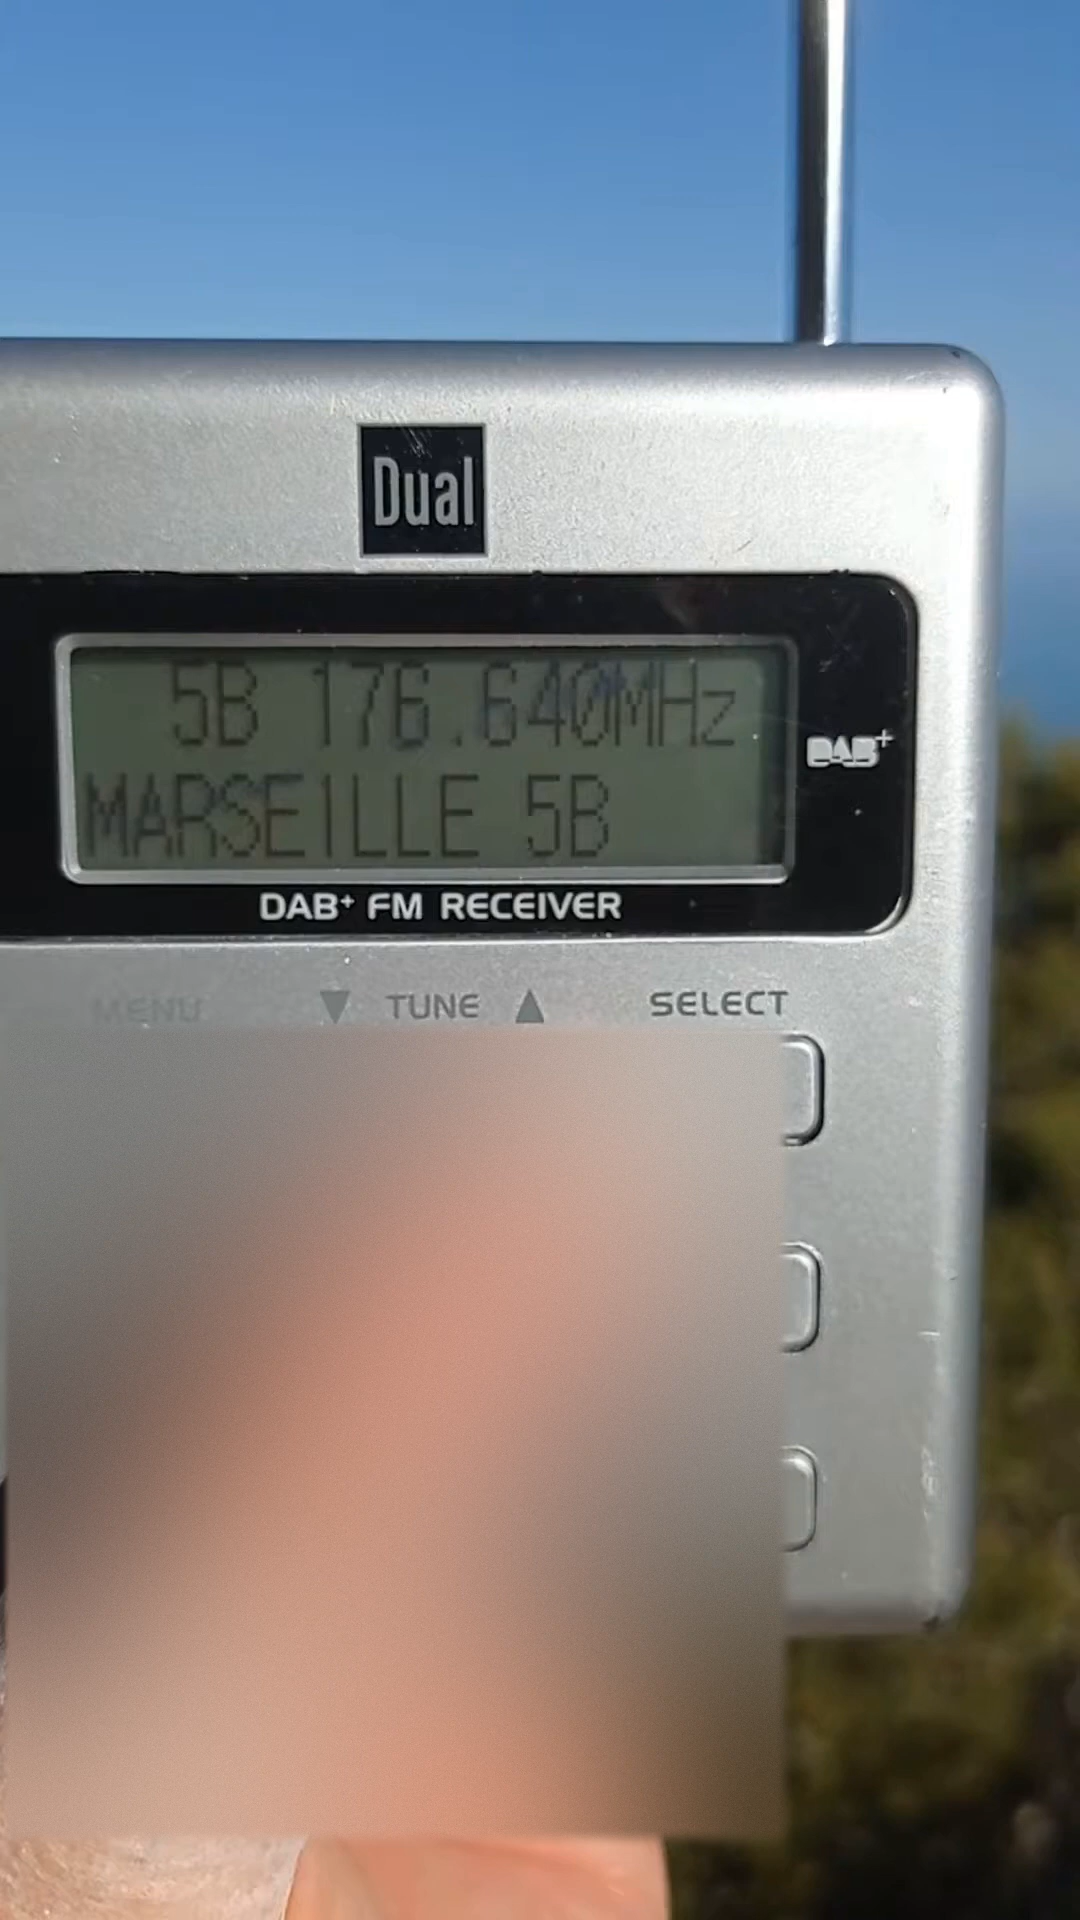 Dual
5B 176.640MHz
MARSEILLE 5B
DAB+
DAB+ FM RECEIVER
MENU ▼ TUNE ▲ SELECT